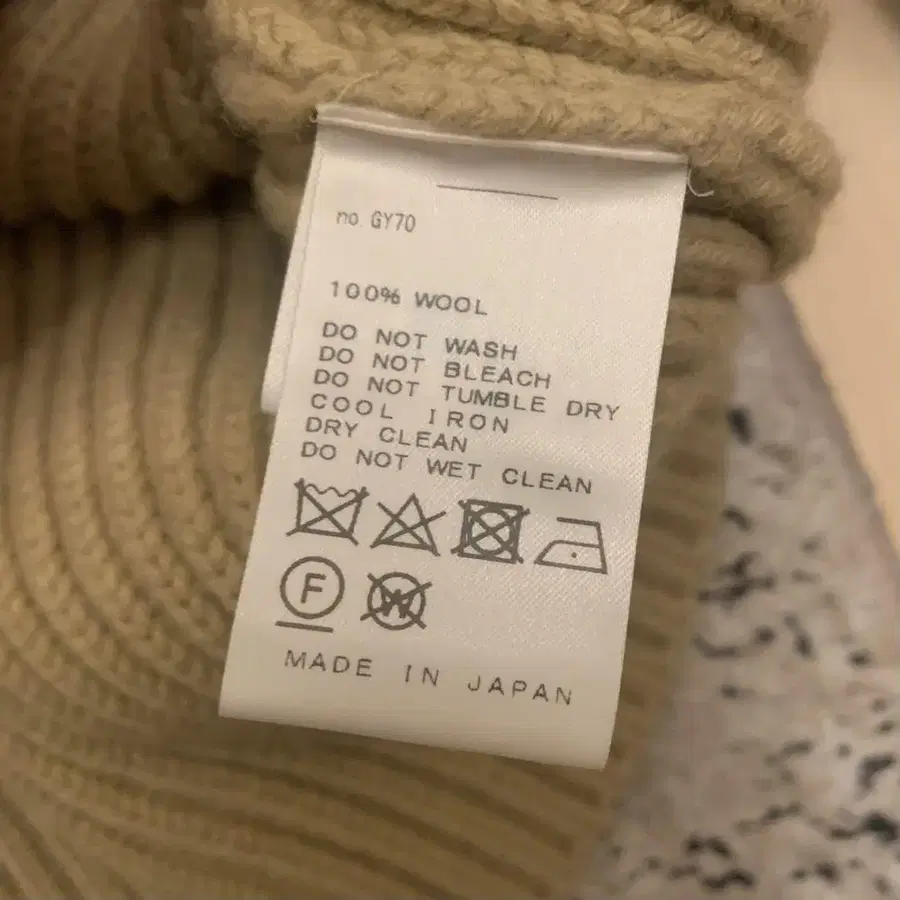 no GY70
100% WOOL
DO NOT WASH
DO NOT BLEACH
DO NOT TUMBLE DRY
COOL IRON
DRY CLEAN
DO NOT WET CLEAN
F W
MADE IN JAPAN